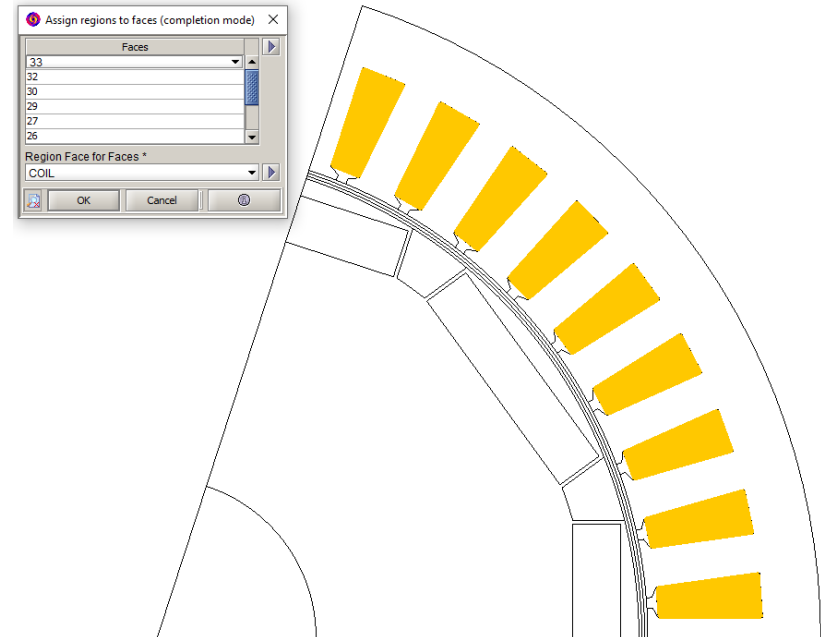 Assign regions to faces (completion mode)
Faces
33
32
30
29
27
26
Region Face for Faces *
COIL
OK
Cancel